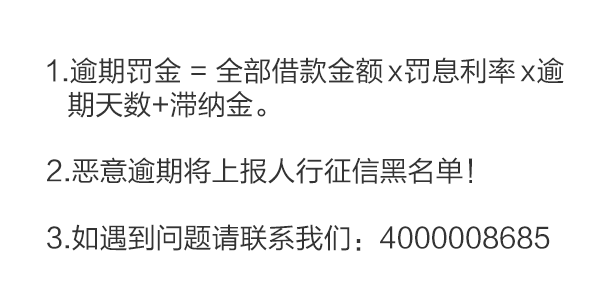 1.逾期罚金 = 全部借款金额x罚息利率x逾
期天数+滞纳金。
2.恶意逾期将上报人行征信黑名单！
3.如遇到问题请联系我们：4000008685